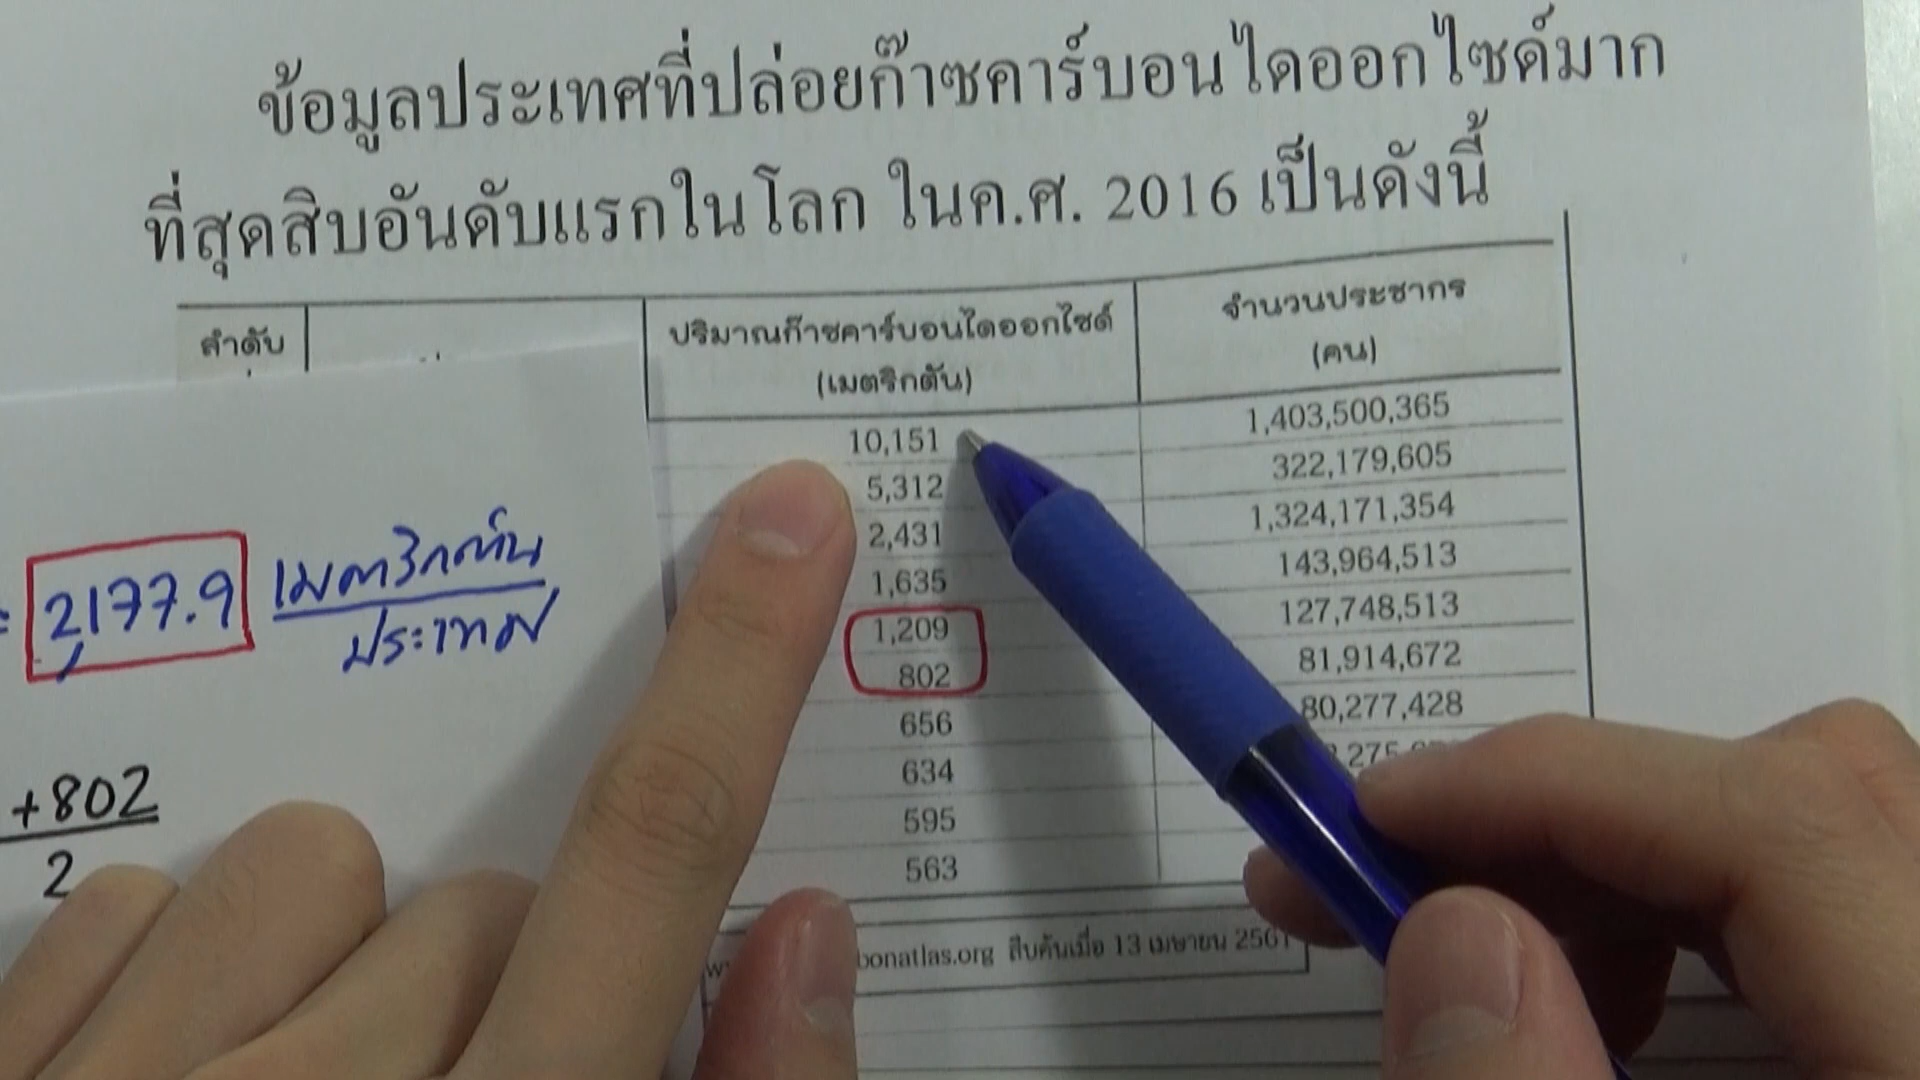 ข้อมูลประเทศที่ปล่อยก๊าซคาร์บอนไดออกไซด์มาก
ที่สุดสิบอันดับแรกในโลก ในค.ศ. 2016 เป็นดังนี้
ลำดับ
ปริมาณก๊าซคาร์บอนไดออกไซด์
(เมตริกตัน)
จำนวนประชากร
(คน)
10,151 1,403,500,365
5,312 322,179,605
2,431 1,324,171,354
1,635 143,964,513
1,209 127,748,513
802 81,914,672
656 80,277,428
634
595
563
= 2,177.9 เมตริกตัน
ประเทศ
+802
2
bonatlas.org สืบค้นเมื่อ 13 เมษายน 2561